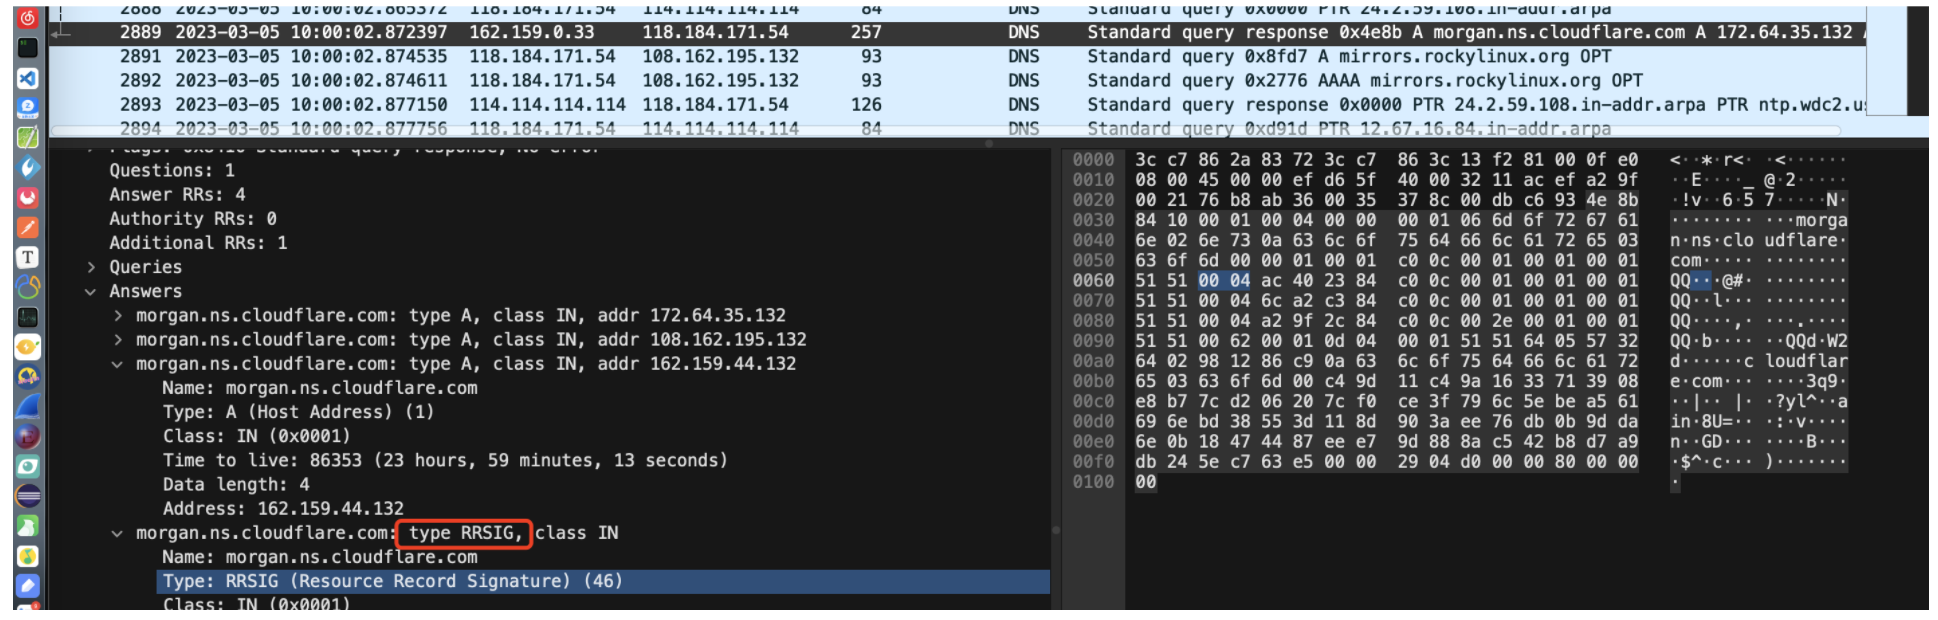 2888 2023-03-05 10:00:02.865372 118.184.171.54 114.114.114.114 84 DNS Standard query 0x0000 PTR 24.2.59.108.in-addr.arpa
2889 2023-03-05 10:00:02.872397 162.159.0.33 118.184.171.54 257 DNS Standard query response 0x4e8b A morgan.ns.cloudflare.com A 172.64.35.132
2891 2023-03-05 10:00:02.874535 118.184.171.54 108.162.195.132 93 DNS Standard query 0x8fd7 A mirrors.rockylinux.org OPT
2892 2023-03-05 10:00:02.874611 118.184.171.54 108.162.195.132 93 DNS Standard query 0x2776 AAAA mirrors.rockylinux.org OPT
2893 2023-03-05 10:00:02.877150 114.114.114.114 118.184.171.54 126 DNS Standard query response 0x0000 PTR 24.2.59.108.in-addr.arpa PTR ntp.wdc2.us
2894 2023-03-05 10:00:02.877756 118.184.171.54 114.114.114.114 84 DNS Standard query 0xd91d PTR 12.67.16.84.in-addr.arpa
Flags: 0x8410 Standard query response, No error
Questions: 1
Answer RRs: 4
Authority RRs: 0
Additional RRs: 1
> Queries
Answers
> morgan.ns.cloudflare.com: type A, class IN, addr 172.64.35.132
> morgan.ns.cloudflare.com: type A, class IN, addr 108.162.195.132
morgan.ns.cloudflare.com: type A, class IN, addr 162.159.44.132
Name: morgan.ns.cloudflare.com
Type: A (Host Address) (1)
Class: IN (0x0001)
Time to live: 86353 (23 hours, 59 minutes, 13 seconds)
Data length: 4
Address: 162.159.44.132
morgan.ns.cloudflare.com: type RRSIG, class IN
Name: morgan.ns.cloudflare.com
Type: RRSIG (Resource Record Signature) (46)
Class: IN (0x0001)
0000 3c c7 86 2a 83 72 3c c7 86 3c 13 f2 81 00 0f e0 <··*·r<· ·<······
0010 08 00 45 00 00 ef d6 5f 40 00 32 11 ac ef a2 9f ··E····_ @·2·····
0020 00 21 76 b8 ab 36 00 35 37 8c 00 db c6 93 4e 8b ·!v··6·5 7·····N·
0030 84 10 00 01 00 04 00 00 00 01 06 6d 6f 72 67 61 ········ ···morga
0040 6e 02 6e 73 0a 63 6c 6f 75 64 66 6c 61 72 65 03 n·ns·clo udflare·
0050 63 6f 6d 00 00 01 00 01 c0 0c 00 01 00 01 00 01 com····· ········
0060 51 51 00 04 ac 40 23 84 c0 0c 00 01 00 01 00 01 QQ···@#· ········
0070 51 51 00 04 6c a2 c3 84 c0 0c 00 01 00 01 00 01 QQ··l··· ········
0080 51 51 00 04 a2 9f 2c 84 c0 0c 00 2e 00 01 00 01 QQ····,· ···.····
0090 51 51 00 62 00 01 0d 04 00 01 51 51 64 05 57 32 QQ·b···· ··QQd·W2
00a0 64 02 98 12 86 c9 0a 63 6c 6f 75 64 66 6c 61 72 d······c loudflar
00b0 65 03 63 6f 6d 00 c4 9d 11 c4 9a 16 33 71 39 08 e·com··· ····3q9·
00c0 e8 b7 7c d2 06 20 7c f0 ce 3f 79 6c 5e be a5 61 ··|·· |· ·?yl^··a
00d0 69 6e bd 38 55 3d 11 8d 90 3a ee 76 db 0b 9d da in·8U=·· ·:·v····
00e0 6e 0b 18 47 44 87 ee e7 9d 88 8a c5 42 b8 d7 a9 n··GD··· ····B···
00f0 db 24 5e c7 63 e5 00 00 29 04 d0 00 00 80 00 00 ·$^·c··· )·······
0100 00 ·